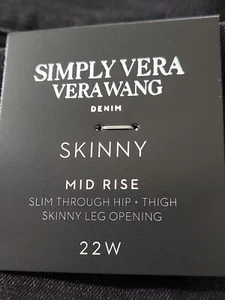 SIMPLY VERA
VERA WANG
DENIM
SKINNY
MID RISE
SLIM THROUGH HIP • THIGH
SKINNY LEG OPENING
22W